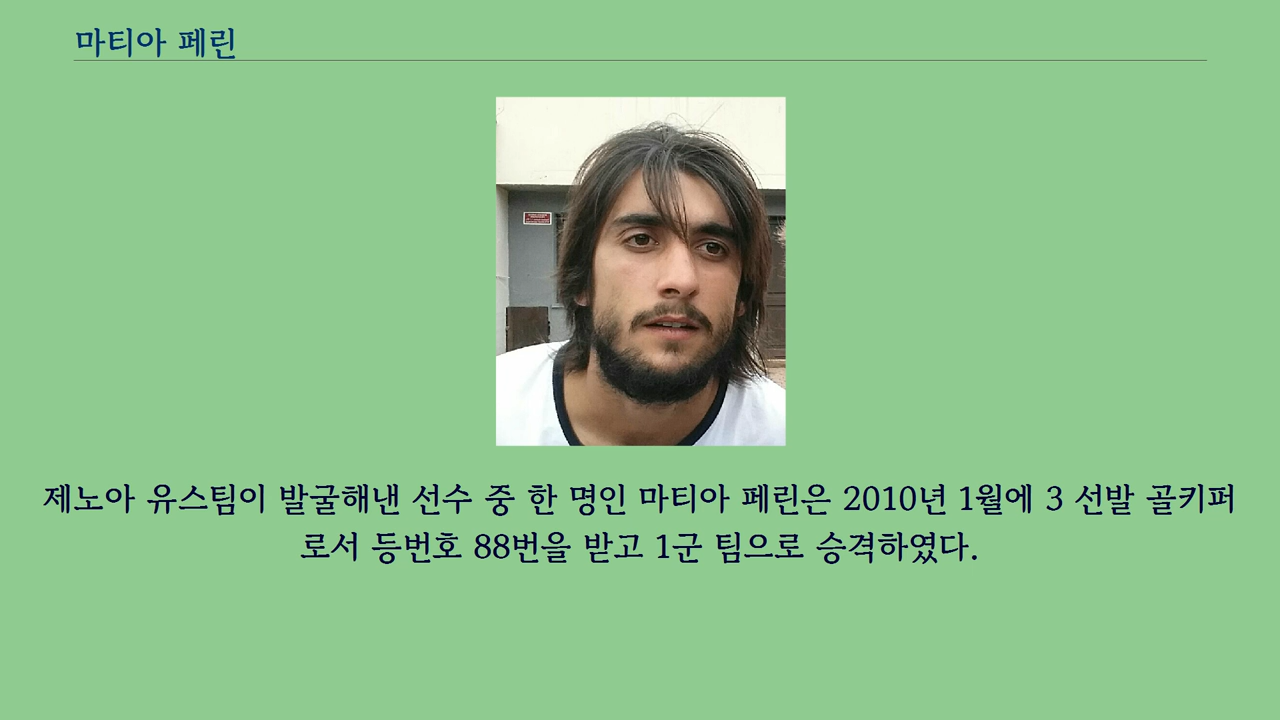 마티아 페린
제노아 유스팀이 발굴해낸 선수 중 한 명인 마티아 페린은 2010년 1월에 3 선발 골키퍼
로서 등번호 88번을 받고 1군 팀으로 승격하였다.